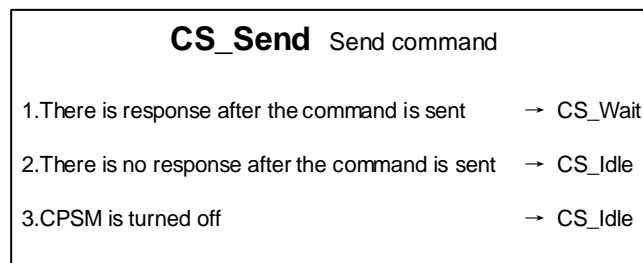 CS_Send Send command
1.There is response after the command is sent → CS_Wait
2.There is no response after the command is sent → CS_Idle
3.CPSM is turned off → CS_Idle